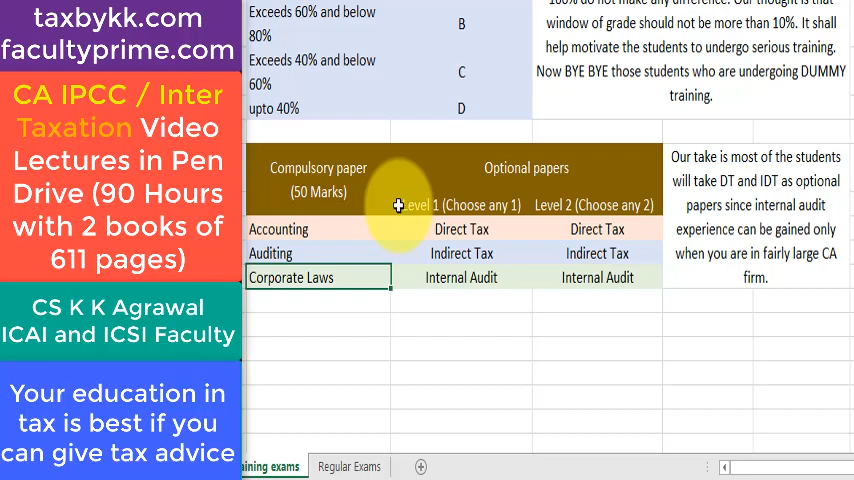 taxbykk.com
facultyprime.com
CA IPCC / Inter
Taxation Video
Lectures in Pen
Drive (90 Hours
with 2 books of
611 pages)
CS K K Agrawal
ICAI and ICSI Faculty
Your education in
tax is best if you
can give tax advice
Exceeds 60% and below
80%
B
Exceeds 40% and below
60%
C
upto 40%
D
100% do not make any difference. Our thought is that
window of grade should not be more than 10%. It shall
help motivate the students to undergo serious training.
Now BYE BYE those students who are undergoing DUMMY
training.
Compulsory paper
(50 Marks)
Optional papers
Level 1 (Choose any 1)
Level 2 (Choose any 2)
Accounting
Direct Tax
Direct Tax
Auditing
Indirect Tax
Indirect Tax
Corporate Laws
Internal Audit
Internal Audit
Our take is most of the students
will take DT and IDT as optional
papers since internal audit
experience can be gained only
when you are in fairly large CA
firm.
aining exams
Regular Exams